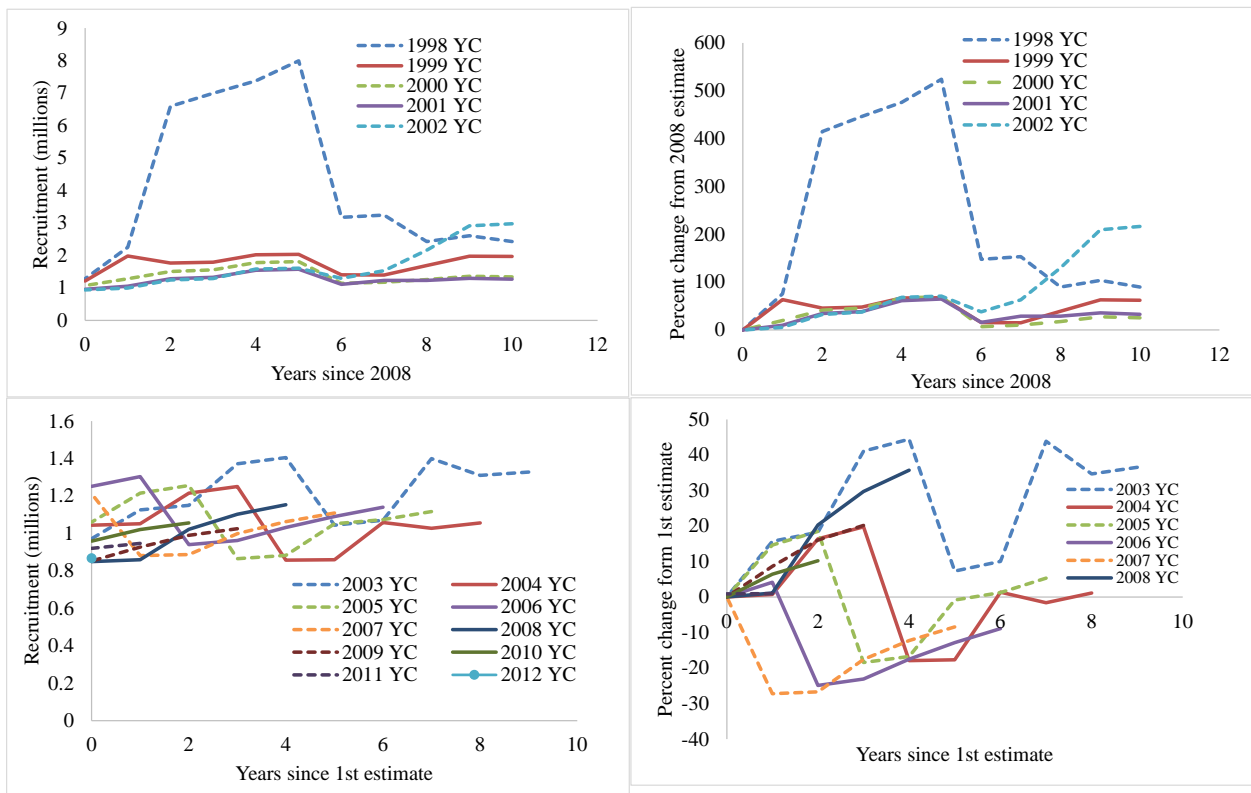 9
8
7
6
5
4
3
2
1
0
0
2
4
6
8
10
12
Recruitment (millions)
Years since 2008
1998 YC
1999 YC
2000 YC
2001 YC
2002 YC
600
500
400
300
200
100
0
0
2
4
6
8
10
12
Percent change from 2008 estimate
Years since 2008
1998 YC
1999 YC
2000 YC
2001 YC
2002 YC
1.6
1.4
1.2
1
0.8
0.6
0.4
0.2
0
0
2
4
6
8
10
Recruitment (millions)
Years since 1st estimate
2003 YC
2004 YC
2005 YC
2006 YC
2007 YC
2008 YC
2009 YC
2010 YC
2011 YC
2012 YC
50
40
30
20
10
0
-10
-20
-30
-40
0
2
4
6
8
10
Percent change form 1st estimate
Years since 1st estimate
2003 YC
2004 YC
2005 YC
2006 YC
2007 YC
2008 YC